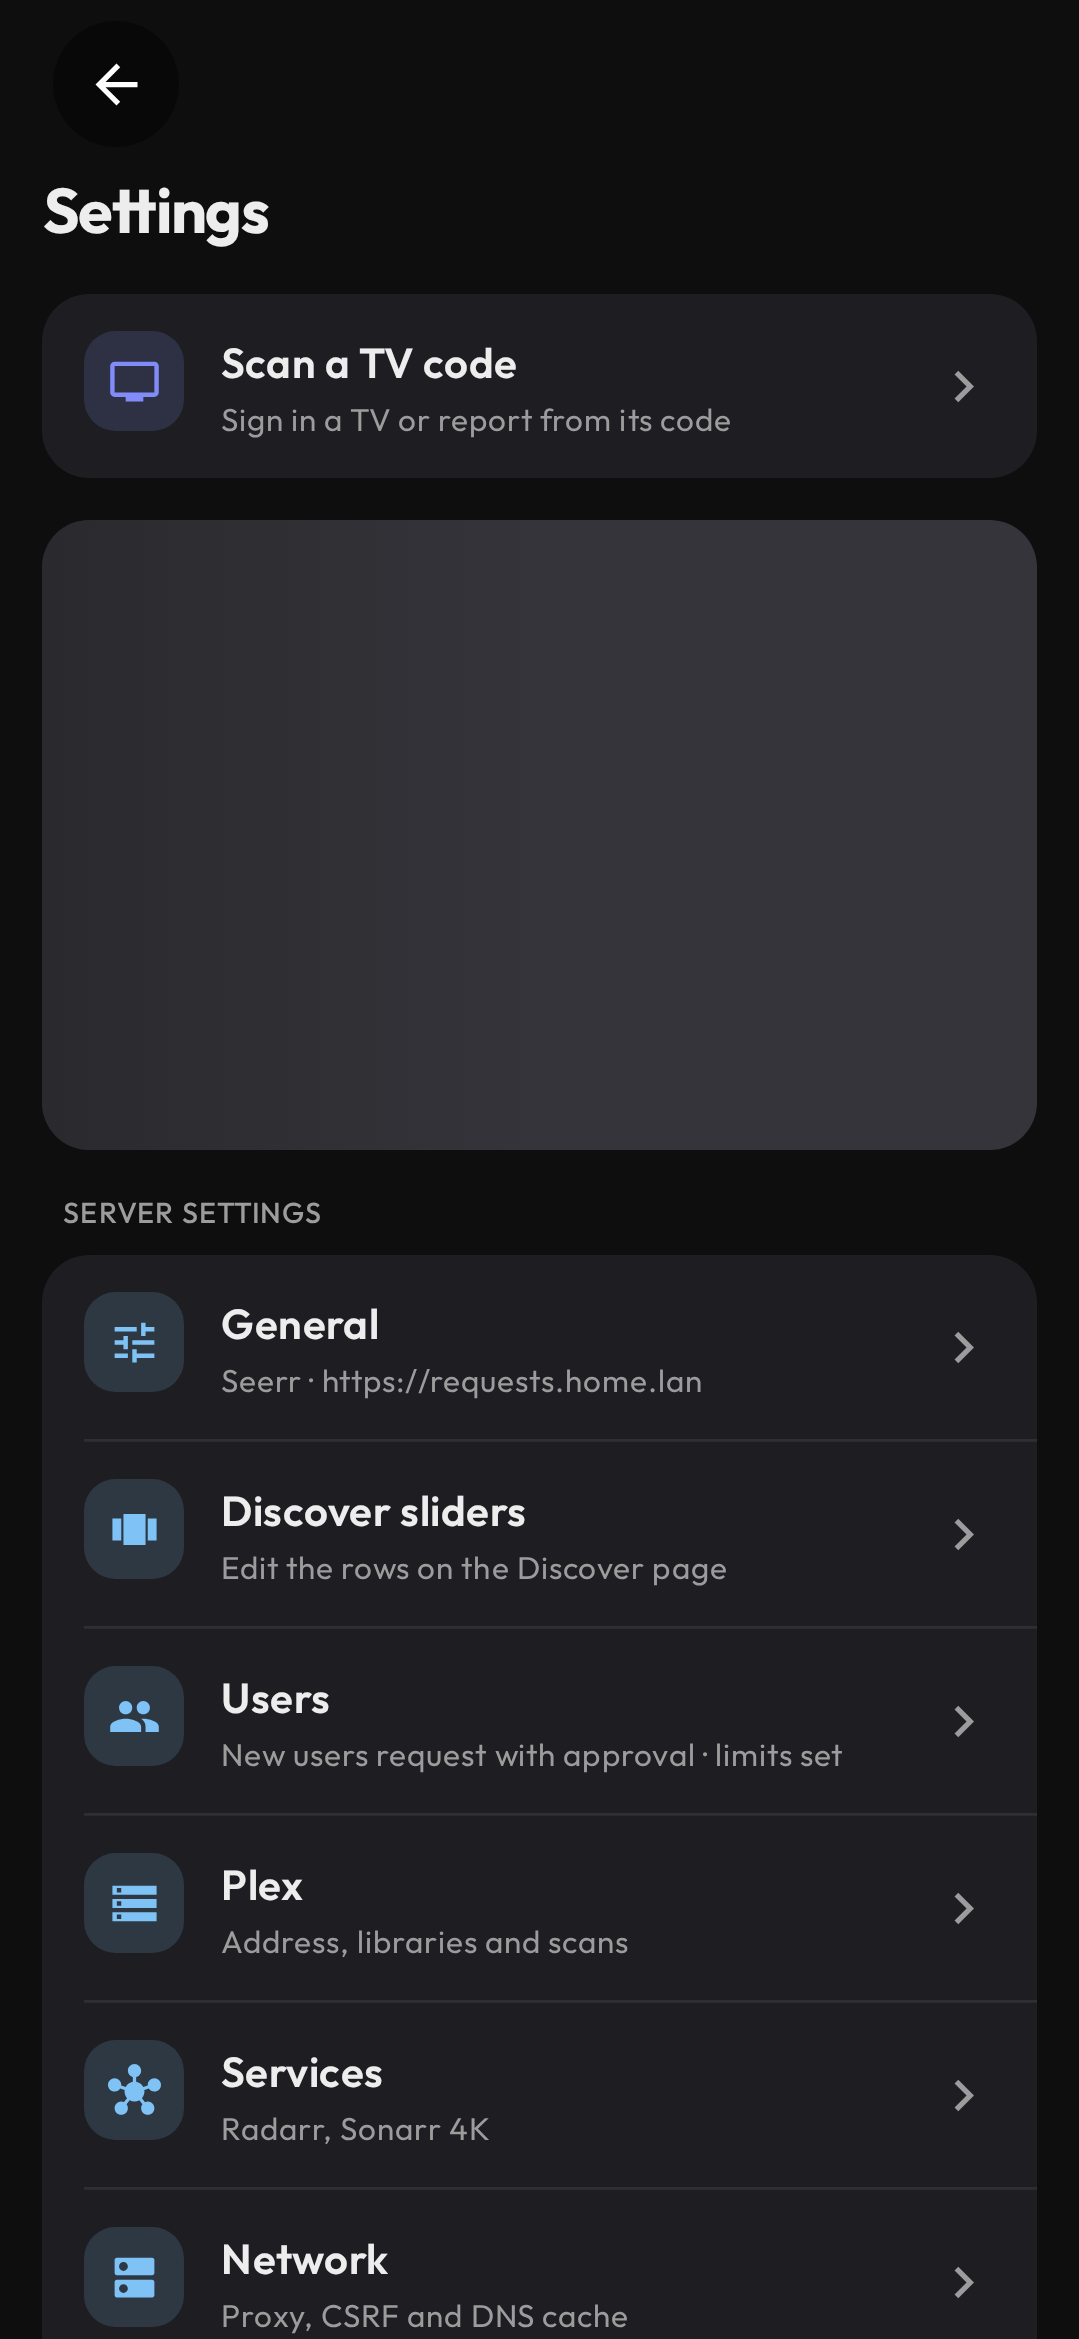 Settings
Scan a TV code
Sign in a TV or report from its code
SERVER SETTINGS
General
Seerr · https://requests.home.lan
Discover sliders
Edit the rows on the Discover page
Users
New users request with approval · limits set
Plex
Address, libraries and scans
Services
Radarr, Sonarr 4K
Network
Proxy, CSRF and DNS cache